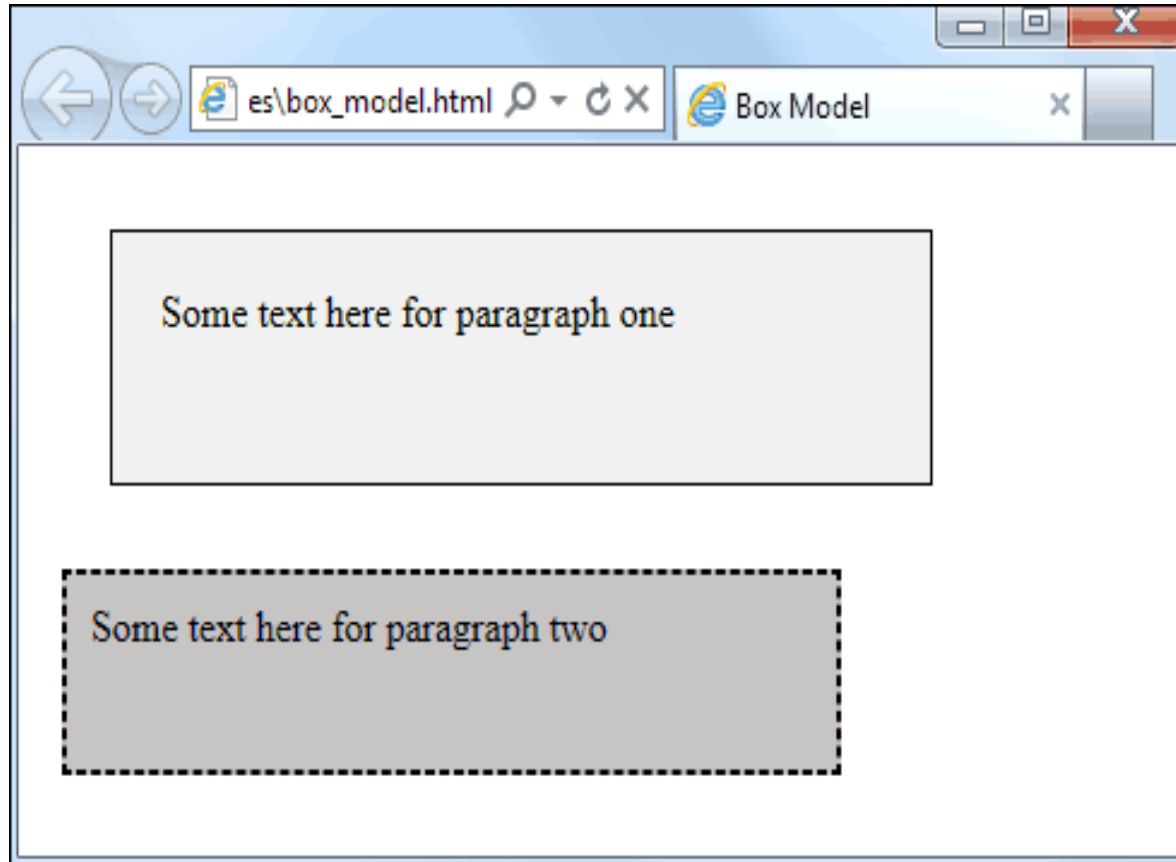 es\box_model.html
Box Model
Some text here for paragraph one
Some text here for paragraph two